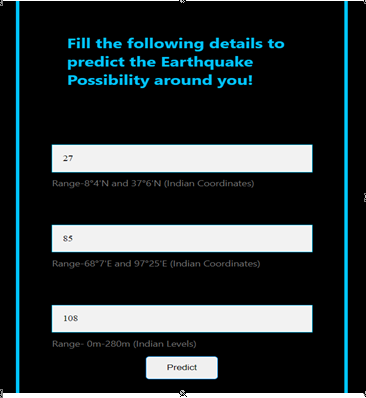 Fill the following details to
predict the Earthquake
Possibility around you!
27
Range-8°4'N and 37°6'N (Indian Coordinates)
85
Range-68°7'E and 97°25'E (Indian Coordinates)
108
Range- 0m-280m (Indian Levels)
Predict